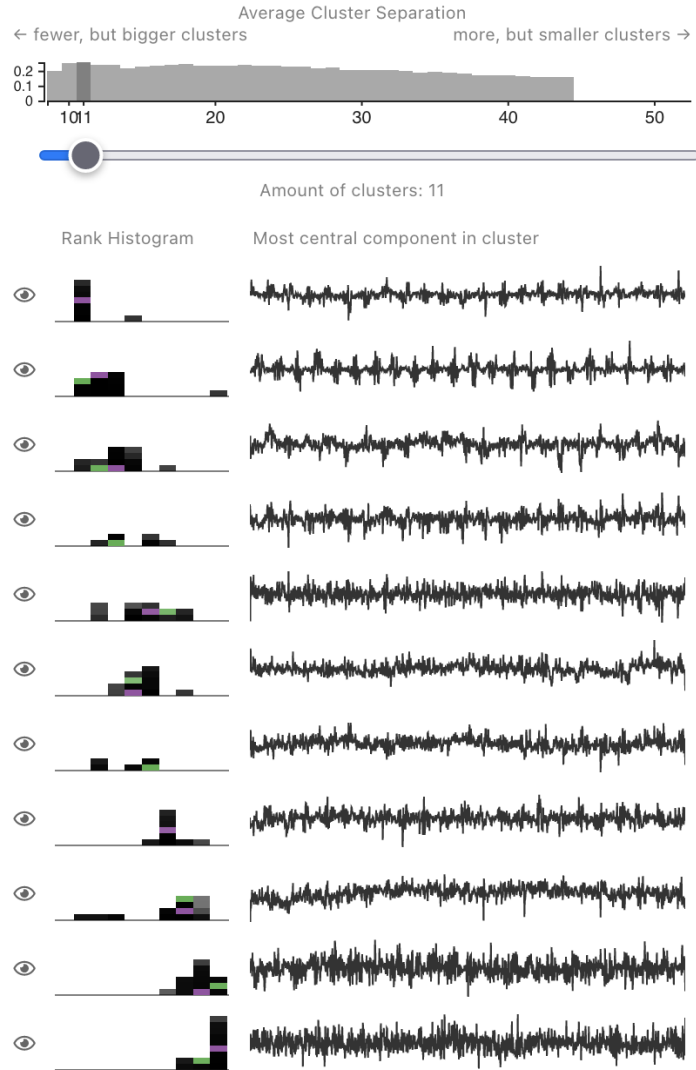 Average Cluster Separation
← fewer, but bigger clusters more, but smaller clusters →
0.2
0.1
0
10 11 20 30 40 50
Amount of clusters: 11
Rank Histogram Most central component in cluster